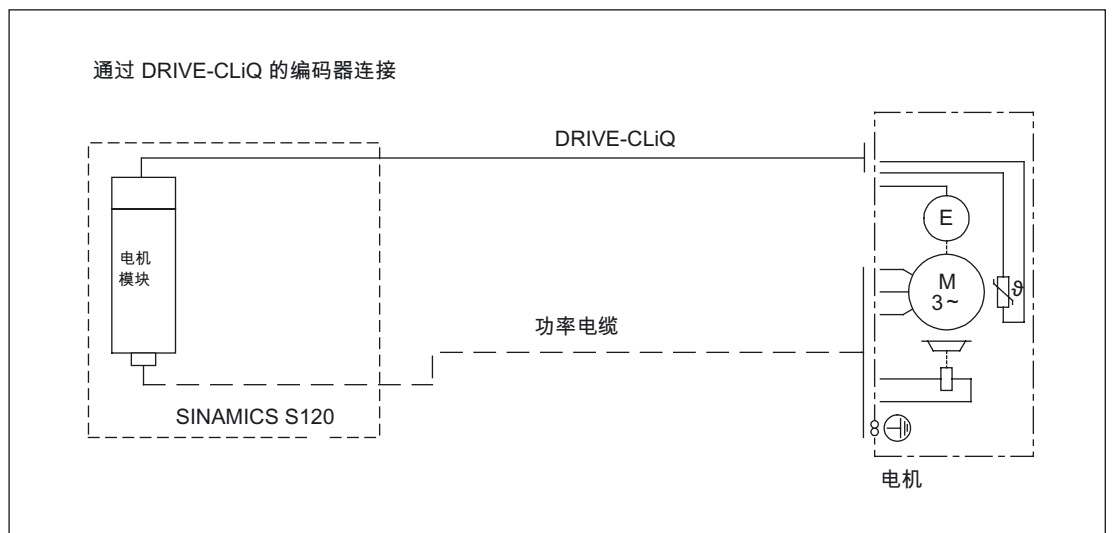 通过 DRIVE-CLiQ 的编码器连接
DRIVE-CLiQ
E
电机
模块
M
3~
ϑ
功率电缆
SINAMICS S120
电机